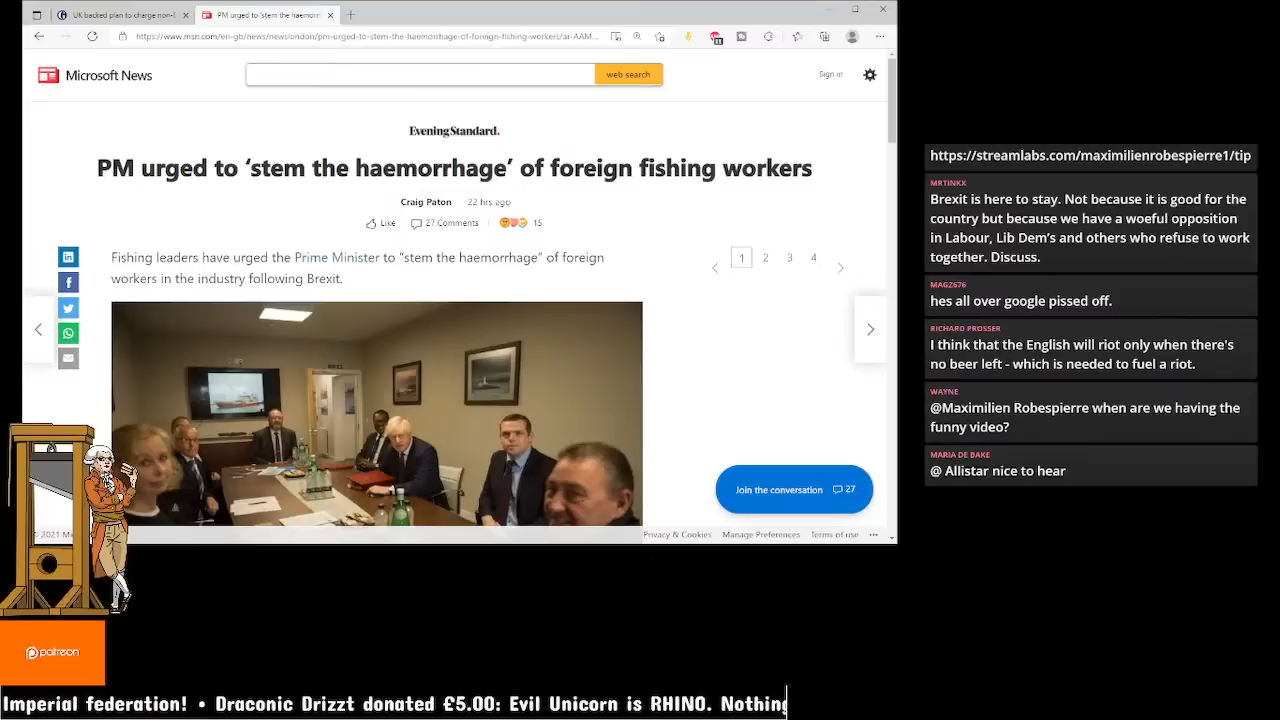 UK backed plan to charge non-
PM urged to 'stem the haemorr
https://www.msn.com/en-gb/news/newslondon/pm-urged-to-stem-the-haemorrhage-of-foreign-fishing-workers/ar-AAM...
Microsoft News
web search
Sign in
Evening Standard.
PM urged to ‘stem the haemorrhage’ of foreign fishing workers
Craig Paton 22 hrs ago
Like 27 Comments 15
Fishing leaders have urged the Prime Minister to “stem the haemorrhage” of foreign
workers in the industry following Brexit.
1 2 3 4
Join the conversation 27
© 2021 Mi
Privacy & Cookies Manage Preferences Terms of use ...
https://streamlabs.com/maximilienrobespierre1/tip
MRTINKX
Brexit is here to stay. Not because it is good for the
country but because we have a woeful opposition
in Labour, Lib Dem's and others who refuse to work
together. Discuss.
MAGZ676
hes all over google pissed off.
RICHARD PROSSER
I think that the English will riot only when there's
no beer left - which is needed to fuel a riot.
WAYNE
@Maximilien Robespierre when are we having the
funny video?
MARIA DE BAKE
@ Allistar nice to hear
patreon
Imperial federation! • Draconic Drizzt donated £5.00: Evil Unicorn is RHINO. Nothing